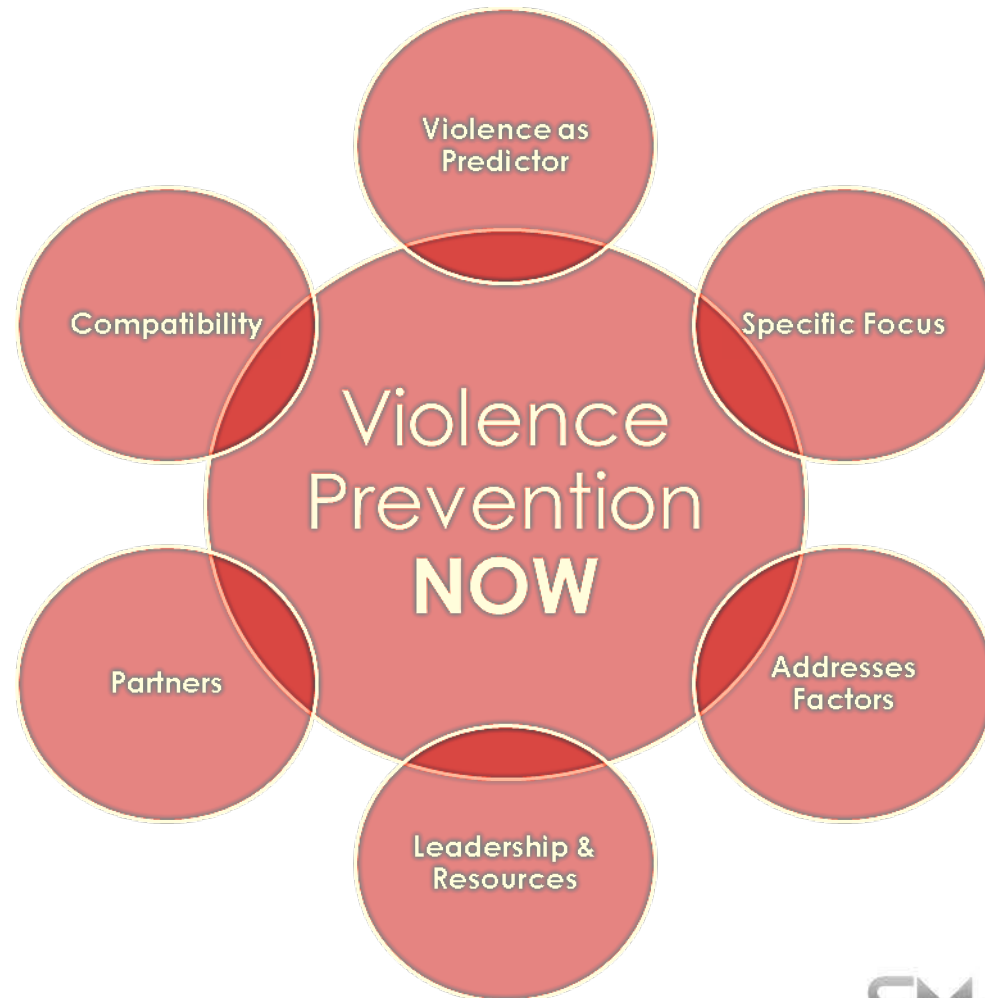 Violence as
Predictor
Compatibility
Specific Focus
Violence
Prevention
NOW
Partners
Addresses
Factors
Leadership &
Resources